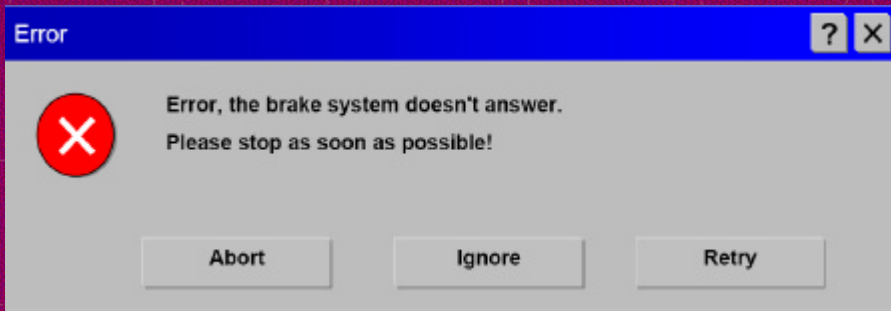 Error
?
Error, the brake system doesn't answer.
Please stop as soon as possible!
Abort Ignore Retry